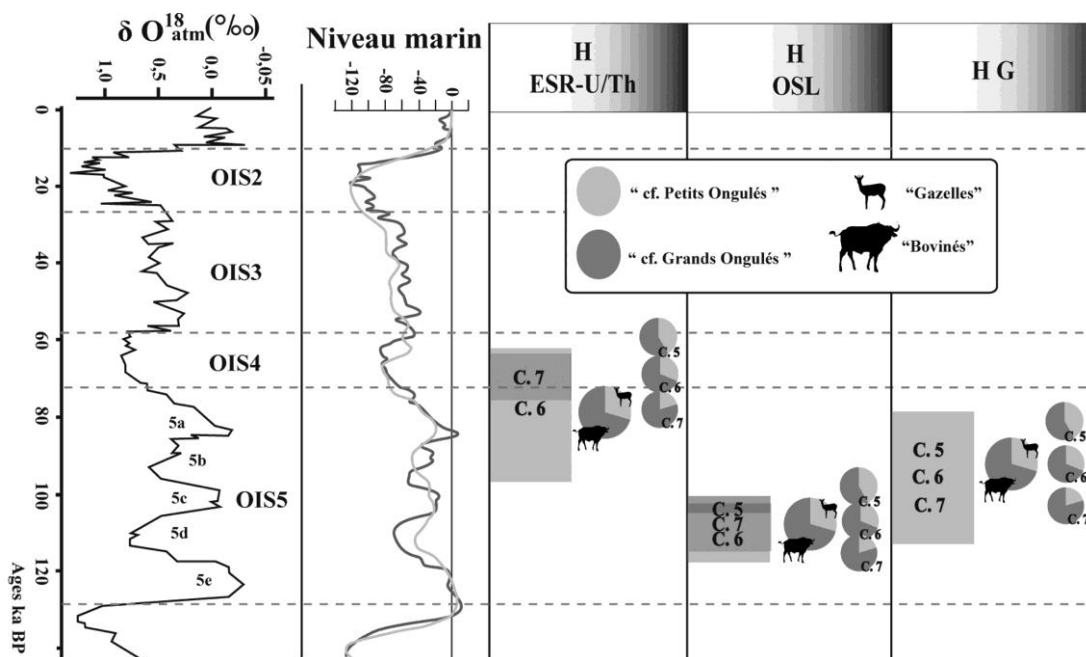 δ O18atm(°/oo)
1,0
0,5
0,0
-0,05
Niveau marin
-120
-80
-40
0
H
ESR-U/Th
H
OSL
H G
0
20
40
60
80
100
120
Ages ka BP
OIS2
OIS3
OIS4
OIS5
5a
5b
5c
5d
5e
“ cf. Petits Ongulés ”
“Gazelles”
“ cf. Grands Ongulés ”
“Bovinés”
C. 7
C. 6
C. 5
C. 6
C. 7
C. 5
C. 7
C. 6
C. 5
C. 6
C. 7
C. 5
C. 6
C. 7
C. 5
C. 6
C. 7